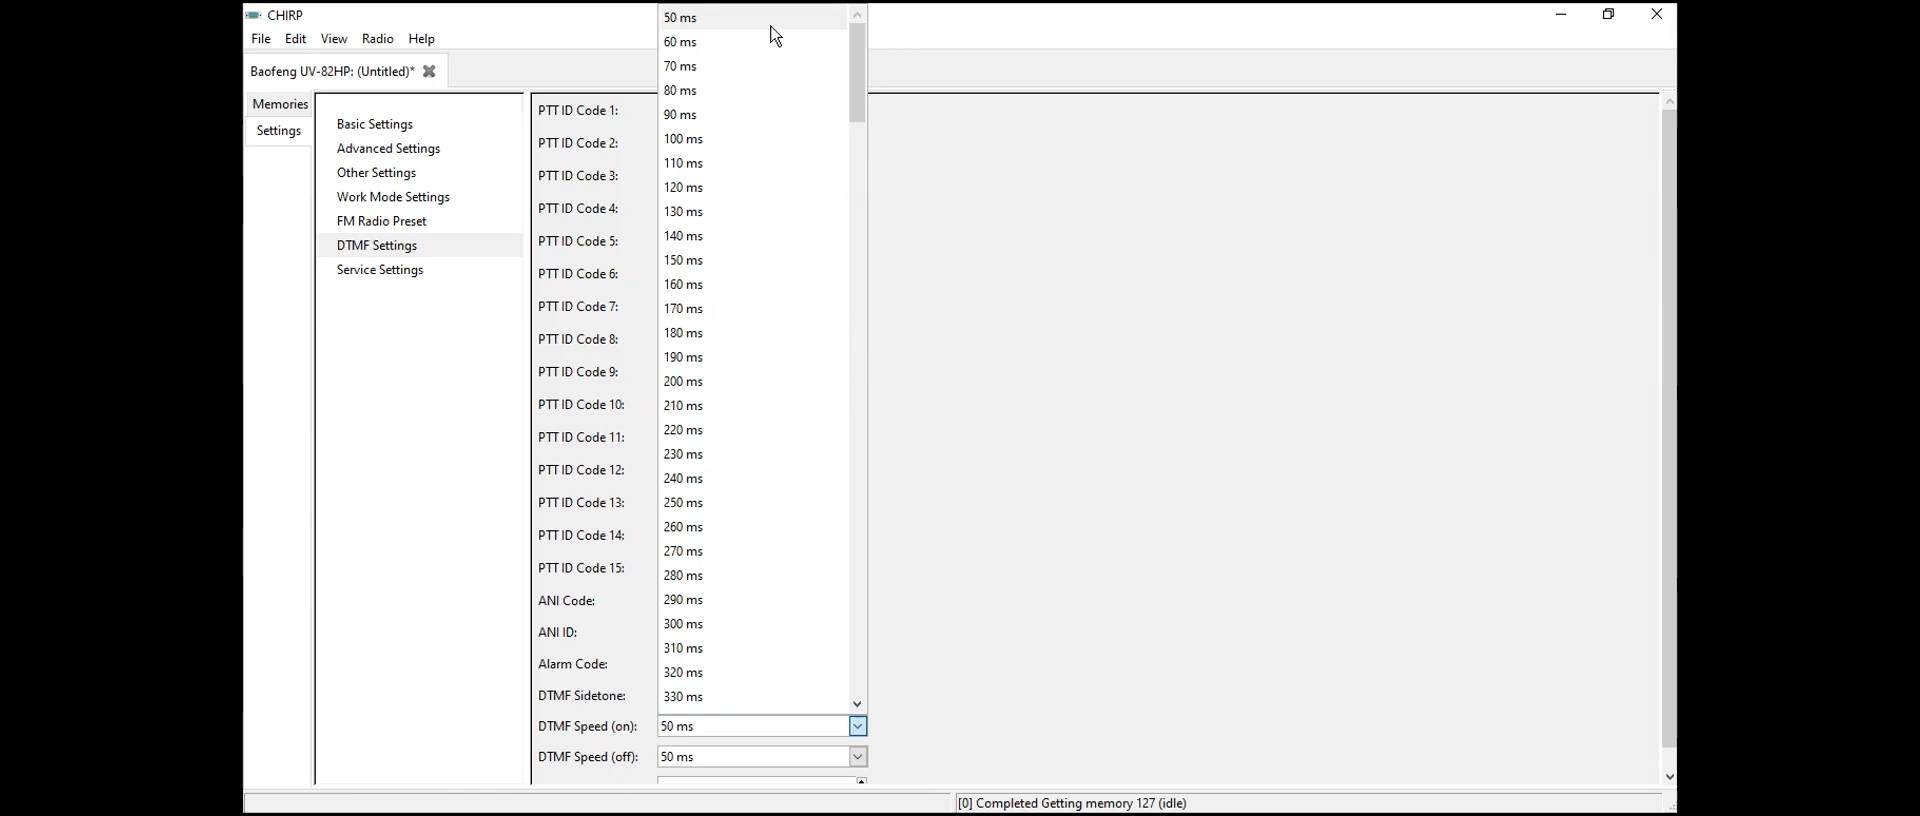 CHIRP
File Edit View Radio Help
Baofeng UV-82HP: (Untitled)*
Memories
Settings
Basic Settings
Advanced Settings
Other Settings
Work Mode Settings
FM Radio Preset
DTMF Settings
Service Settings
PTT ID Code 1:
PTT ID Code 2:
PTT ID Code 3:
PTT ID Code 4:
PTT ID Code 5:
PTT ID Code 6:
PTT ID Code 7:
PTT ID Code 8:
PTT ID Code 9:
PTT ID Code 10:
PTT ID Code 11:
PTT ID Code 12:
PTT ID Code 13:
PTT ID Code 14:
PTT ID Code 15:
ANI Code:
ANI ID:
Alarm Code:
DTMF Sidetone:
DTMF Speed (on): 50 ms
DTMF Speed (off): 50 ms
50 ms
60 ms
70 ms
80 ms
90 ms
100 ms
110 ms
120 ms
130 ms
140 ms
150 ms
160 ms
170 ms
180 ms
190 ms
200 ms
210 ms
220 ms
230 ms
240 ms
250 ms
260 ms
270 ms
280 ms
290 ms
300 ms
310 ms
320 ms
330 ms
[0] Completed Getting memory 127 (idle)